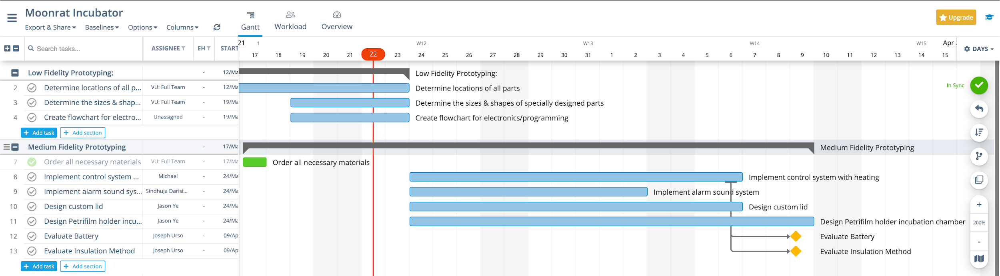 Moonrat Incubator
Export & Share Baselines Options Columns
Gantt Workload Overview
Upgrade
Search tasks... ASSIGNEE EH START
21 1 W12 W13 W14 W15 Apr
17 18 19 20 21 22 23 24 25 26 27 28 29 30 31 1 2 3 4 5 6 7 8 9 10 11 12 13 14 15
DAYS
Low Fidelity Prototyping: - 12/Ma Low Fidelity Prototyping:
2 Determine locations of all p... VU: Full Team - 12/Ma Determine locations of all parts
In Sync
3 Determine the sizes & shap... VU: Full Team - 19/Ma Determine the sizes & shapes of specially designed parts
4 Create flowchart for electro... Unassigned - 19/Ma Create flowchart for electronics/programming
+ Add task + Add section
Medium Fidelity Prototyping - 17/Ma Medium Fidelity Prototyping
7 Order all necessary materials VU: Full Team - 17/Ma Order all necessary materials
8 Implement control system ... Michael - 24/Ma Implement control system with heating
9 Implement alarm sound sys... Sindhuja Darisi... - 24/Ma Implement alarm sound system
10 Design custom lid Jason Ye - 24/Ma Design custom lid
+
11 Design Petrifilm holder incu... Jason Ye - 24/Ma Design Petrifilm holder incubation chamber
200%
12 Evaluate Battery Joseph Urso - 09/Ap Evaluate Battery
-
13 Evaluate Insulation Method Joseph Urso - 09/Ap Evaluate Insulation Method
+ Add task + Add section